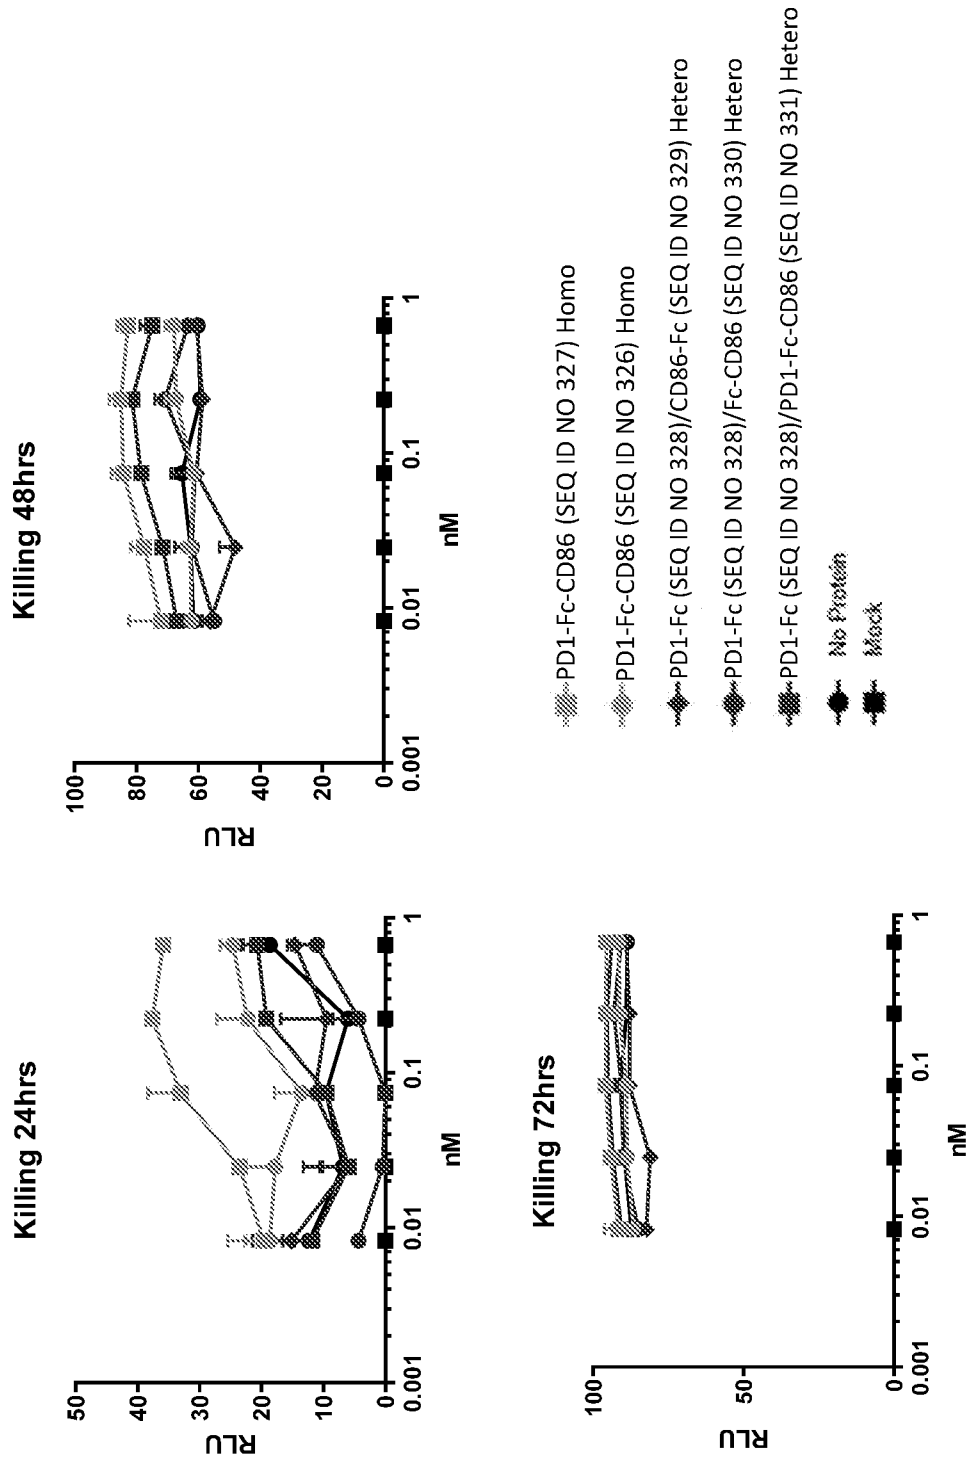 Killing 24hrs
50
40
30
20
10
0
RLU
0.001
0.01
0.1
1
nM
Killing 48hrs
100
80
60
40
20
0
RLU
0.001
0.01
0.1
1
nM
Killing 72hrs
100
50
0
RLU
0.001
0.01
0.1
1
nM
PD1-Fc-CD86 (SEQ ID NO 327) Homo
PD1-Fc-CD86 (SEQ ID NO 326) Homo
PD1-Fc (SEQ ID NO 328)/CD86-Fc (SEQ ID NO 329) Hetero
PD1-Fc (SEQ ID NO 328)/Fc-CD86 (SEQ ID NO 330) Hetero
PD1-Fc (SEQ ID NO 328)/PD1-Fc-CD86 (SEQ ID NO 331) Hetero
No Protein
Mock